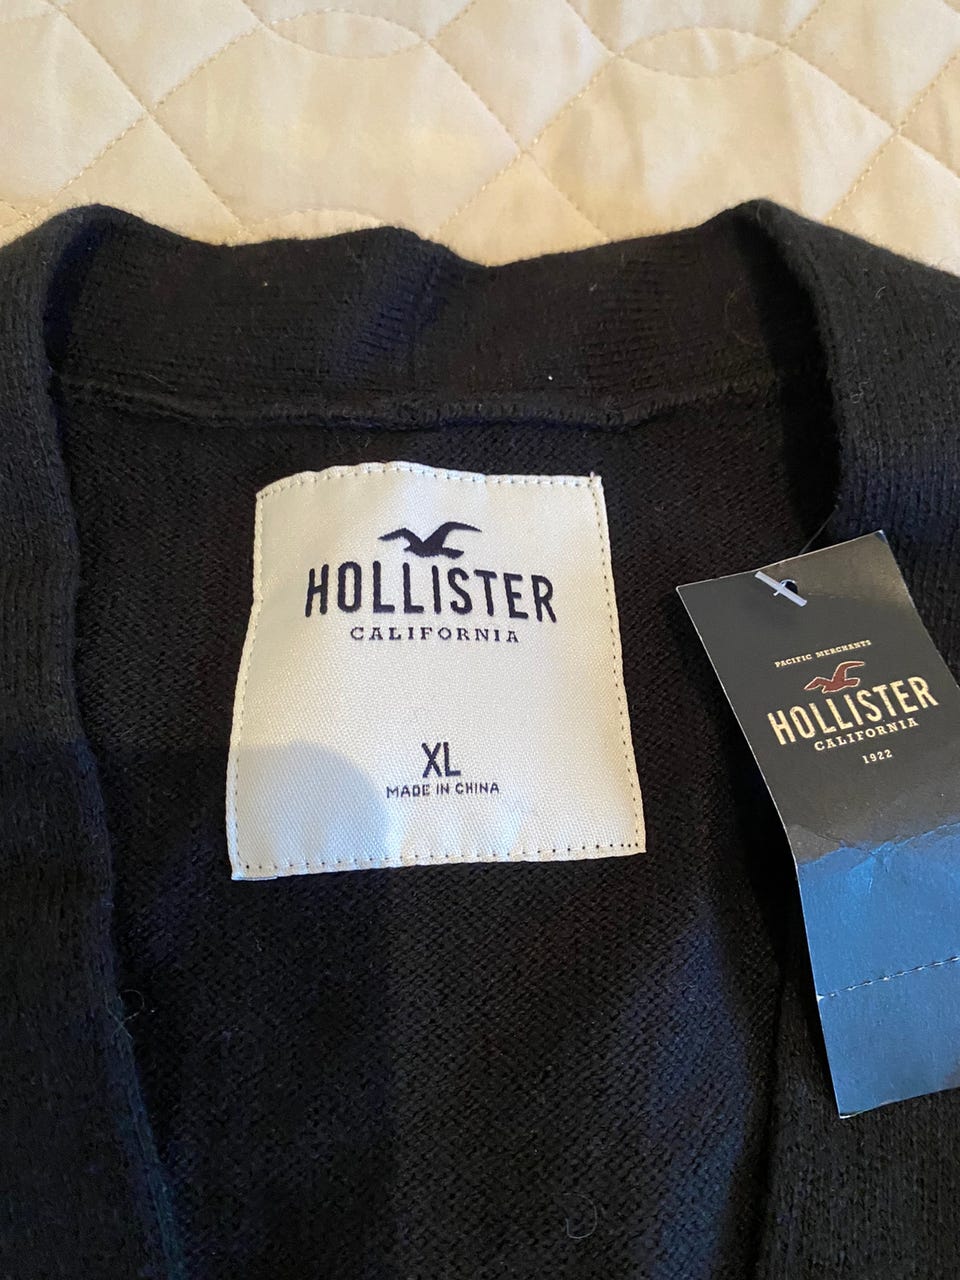 HOLLISTER
CALIFORNIA
XL
MADE IN CHINA
PACIFIC MERCHANTS
HOLLISTER
CALIFORNIA
1922